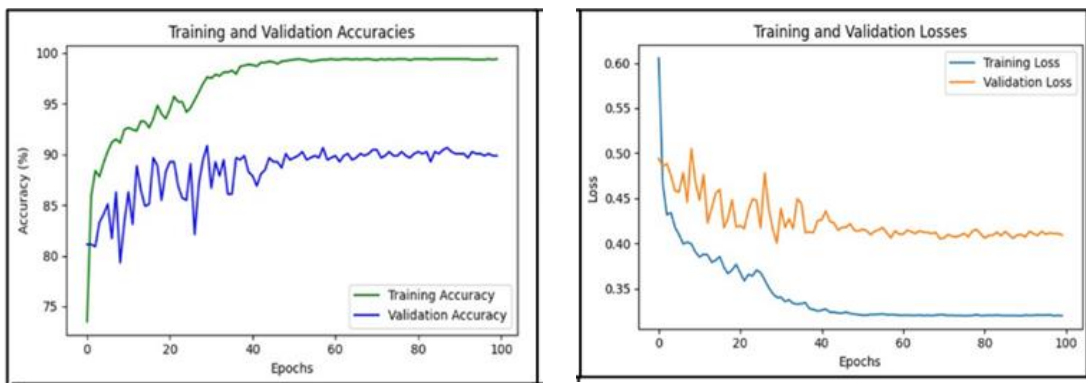 Training and Validation Accuracies
Accuracy (%)
100
95
90
85
80
75
Training Accuracy
Validation Accuracy
0 20 40 60 80 100
Epochs
Training and Validation Losses
Training Loss
Validation Loss
Loss
0.60
0.55
0.50
0.45
0.40
0.35
0 20 40 60 80 100
Epochs